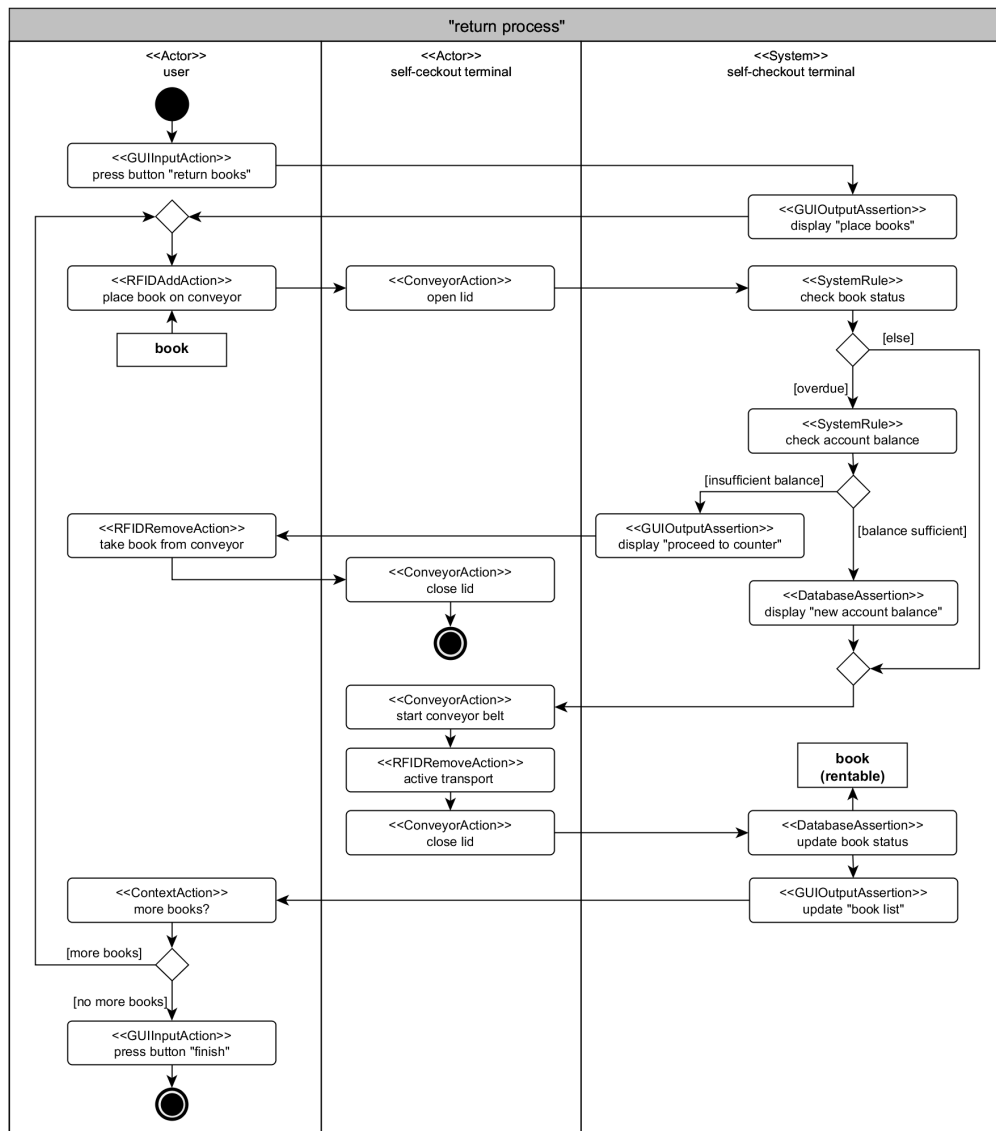 "return process"
<<Actor>>
user
<<Actor>>
self-ceckout terminal
<<System>>
self-checkout terminal
<<GUIInputAction>>
press button "return books"
<<GUIOutputAssertion>>
display "place books"
<<RFIDAddAction>>
place book on conveyor
<<ConveyorAction>>
open lid
<<SystemRule>>
check book status
book
[else]
[overdue]
<<SystemRule>>
check account balance
[insufficient balance]
<<RFIDRemoveAction>>
take book from conveyor
<<GUIOutputAssertion>>
display "proceed to counter"
[balance sufficient]
<<ConveyorAction>>
close lid
<<DatabaseAssertion>>
display "new account balance"
<<ConveyorAction>>
start conveyor belt
<<RFIDRemoveAction>>
active transport
book
(rentable)
<<ConveyorAction>>
close lid
<<DatabaseAssertion>>
update book status
<<ContextAction>>
more books?
<<GUIOutputAssertion>>
update "book list"
[more books]
[no more books]
<<GUIInputAction>>
press button "finish"